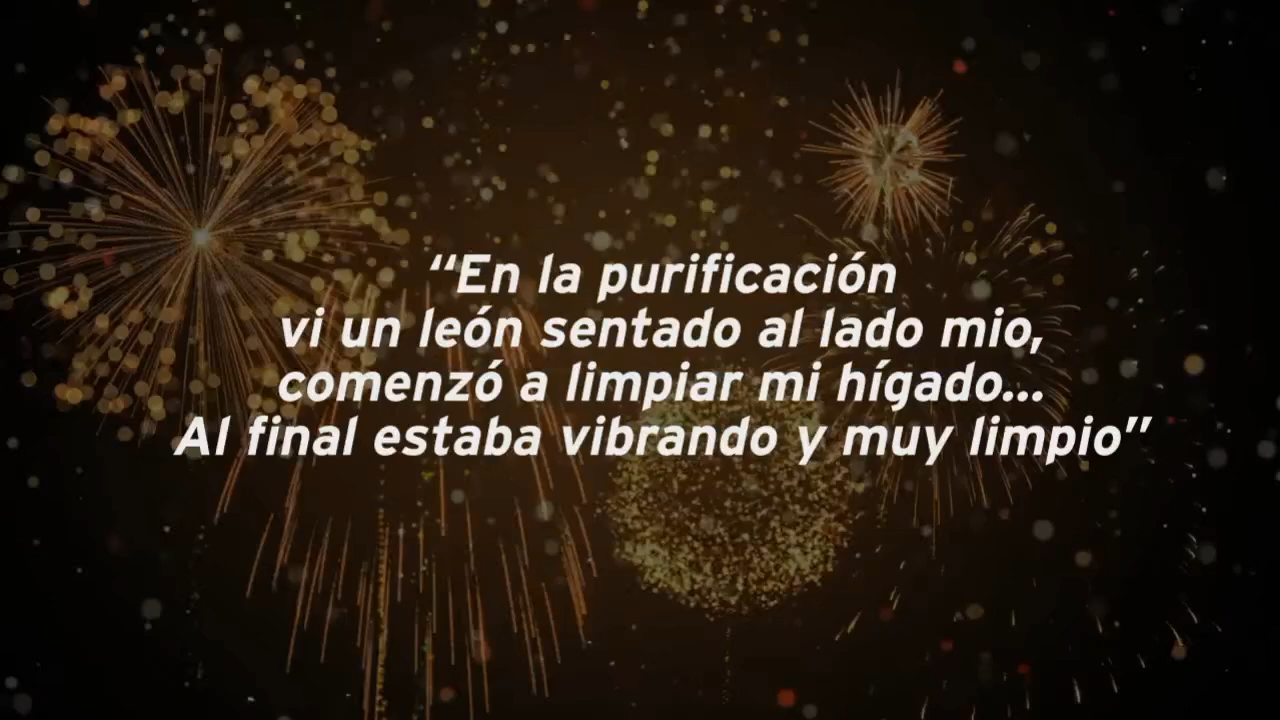 “En la purificación
vi un león sentado al lado mio,
comenzó a limpiar mi hígado...
Al final estaba vibrando y muy limpio”